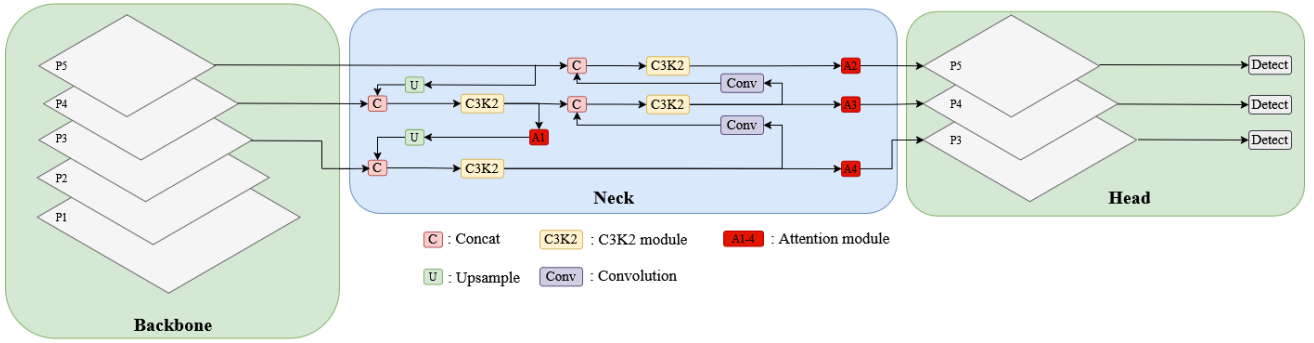 P5
P4
P3
P2
P1
Backbone
C C3K2 A2
U Conv
C C3K2 C C3K2 A3
U A1 Conv
C C3K2 A4
Neck
P5 Detect
P4 Detect
P3 Detect
Head
C : Concat C3K2 : C3K2 module A1-4 : Attention module
U : Upsample Conv : Convolution